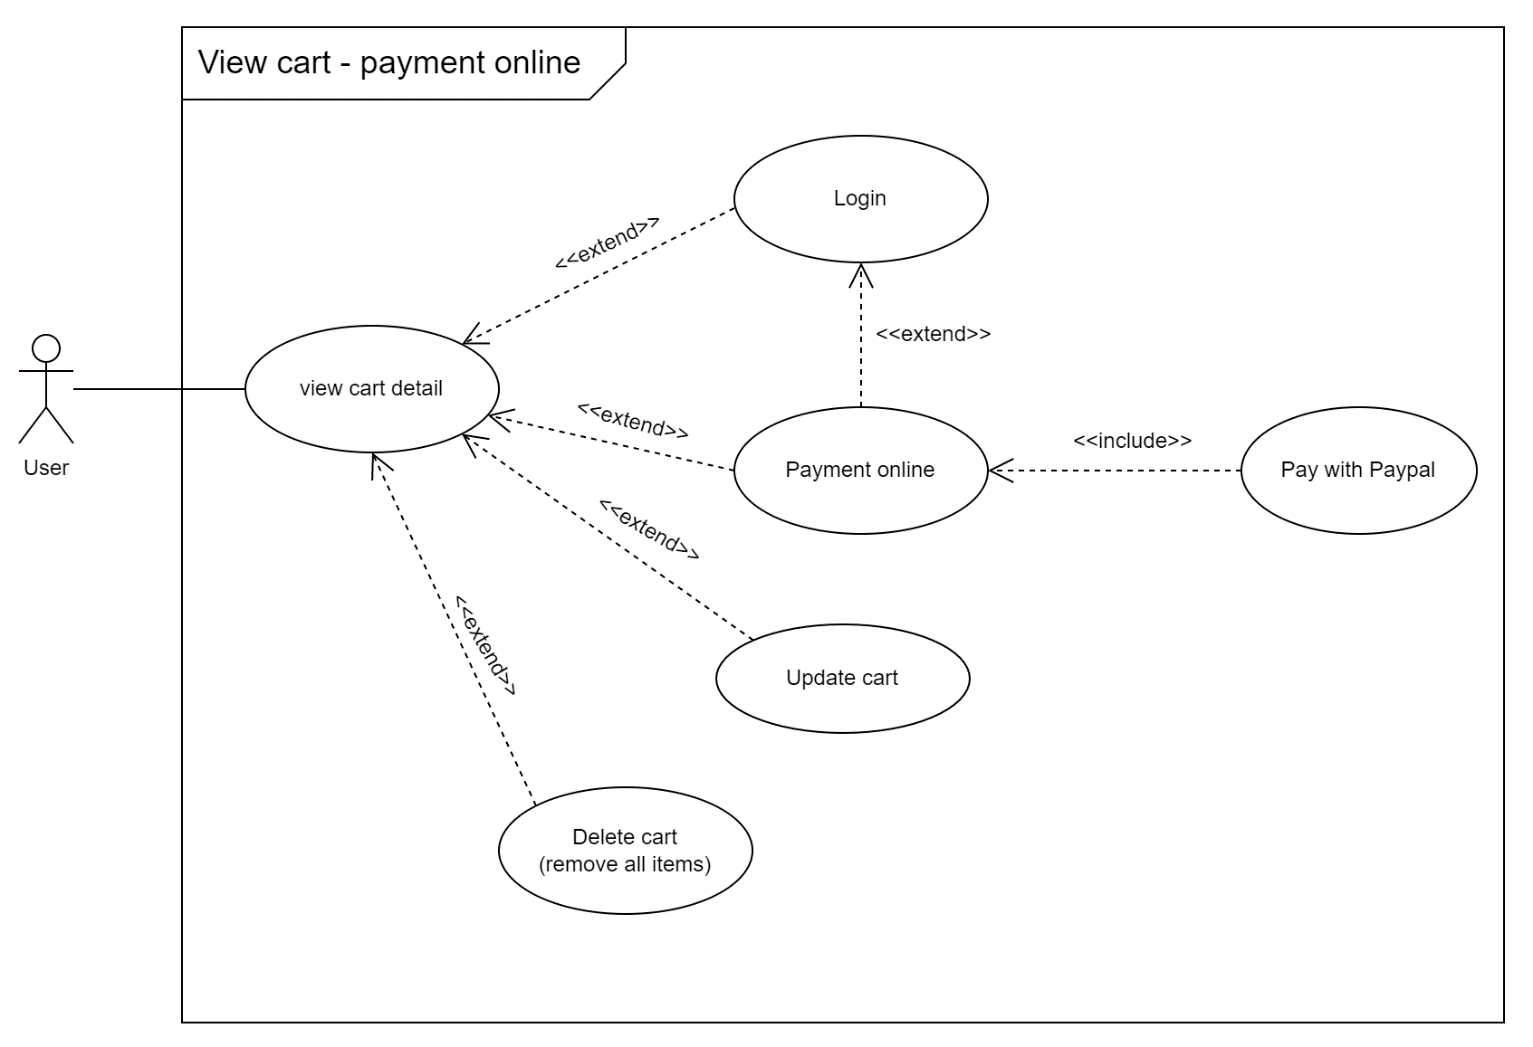 View cart - payment online
Login
<<extend>>
<<extend>>
view cart detail
<<extend>>
<<include>>
User
Payment online
Pay with Paypal
<<extend>>
<<extend>>
Update cart
Delete cart
(remove all items)